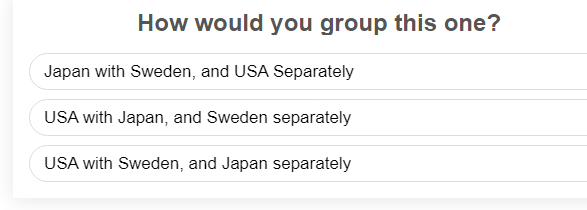 How would you group this one?
Japan with Sweden, and USA Separately
USA with Japan, and Sweden separately
USA with Sweden, and Japan separately